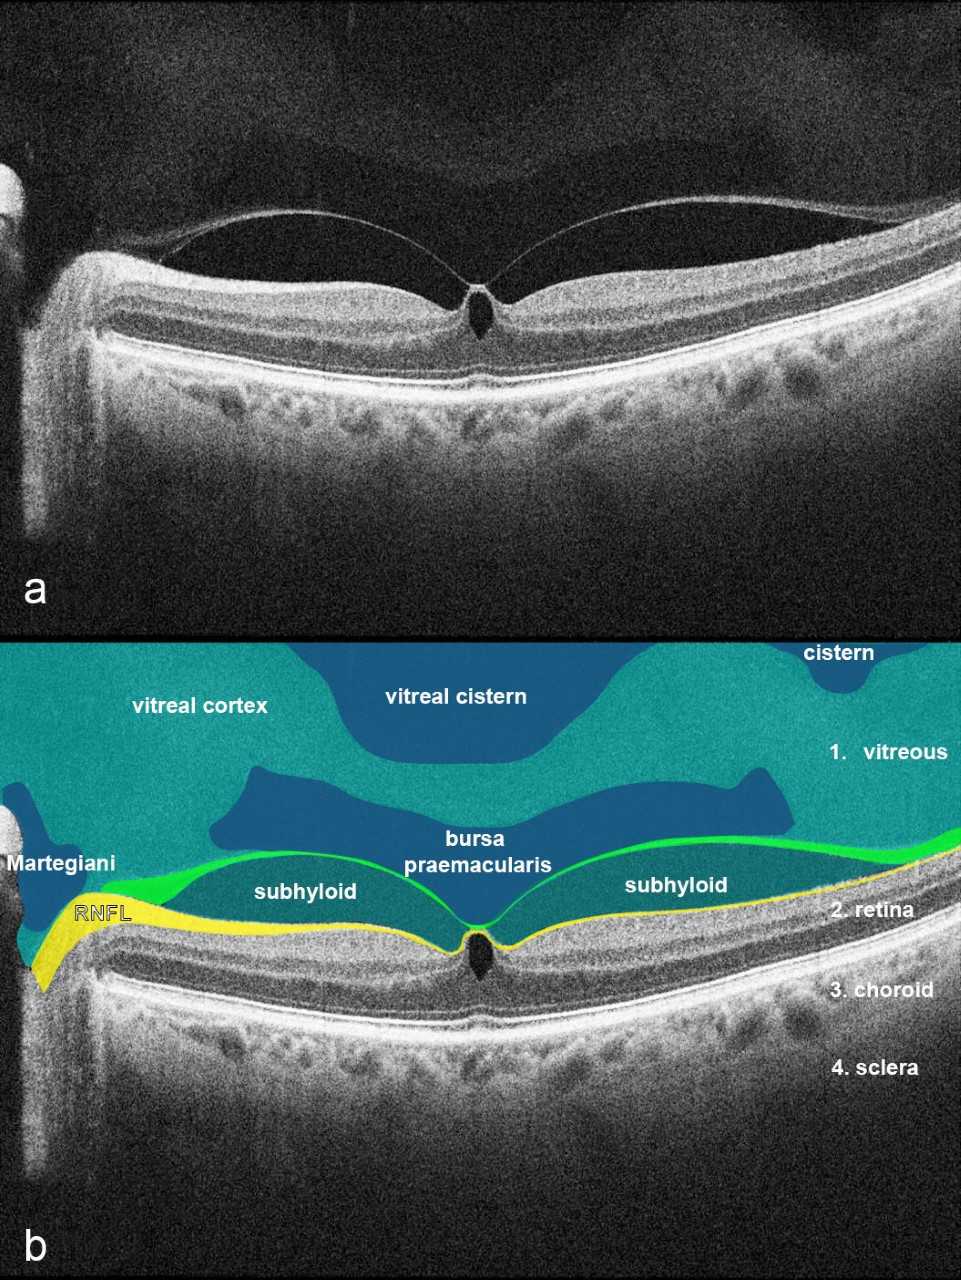 a
cistern
vitreal cistern
vitreal cortex
1. vitreous
bursa
praemacularis
Martegiani
subhyloid
subhyloid
RNFL
2. retina
3. choroid
4. sclera
b